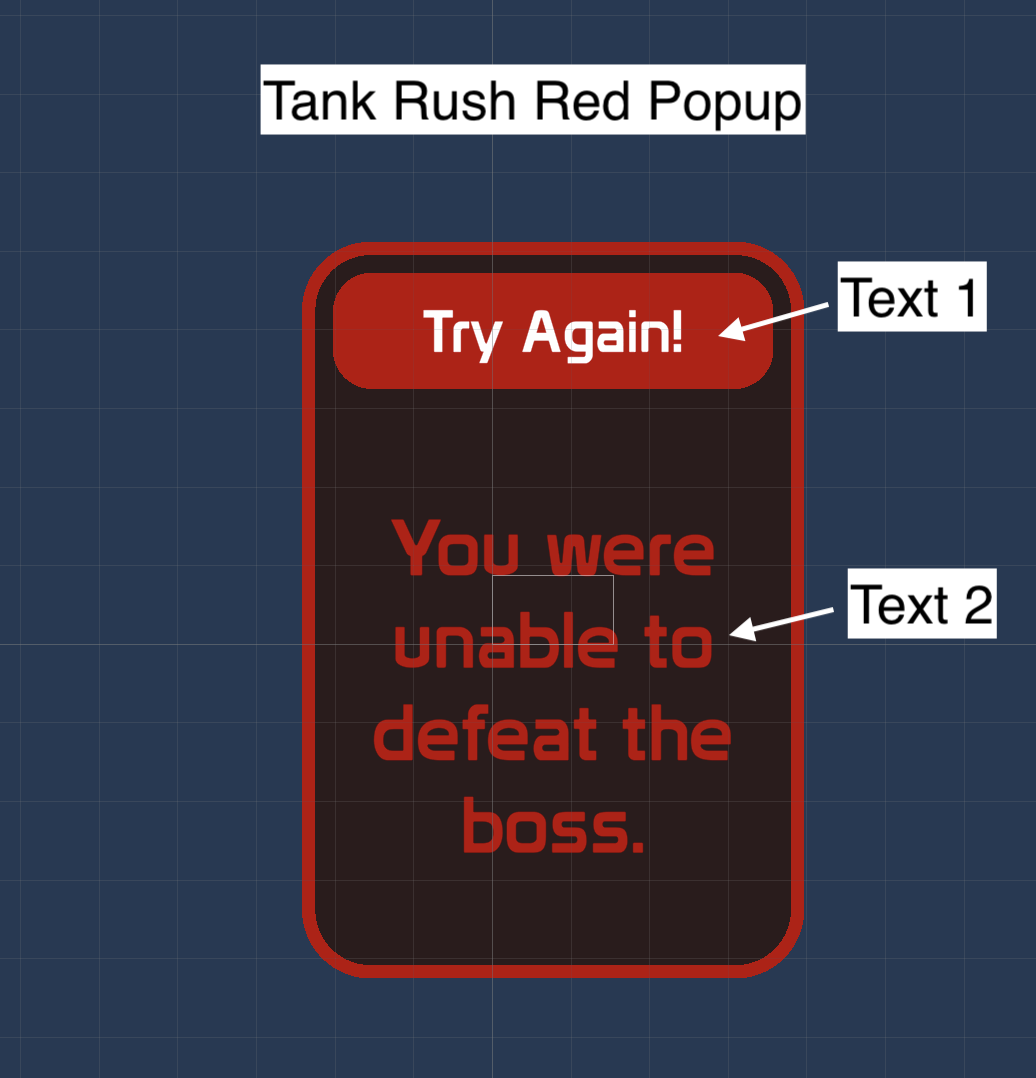 Tank Rush Red Popup
Try Again!
Text 1
You were
unable to
defeat the
boss.
Text 2